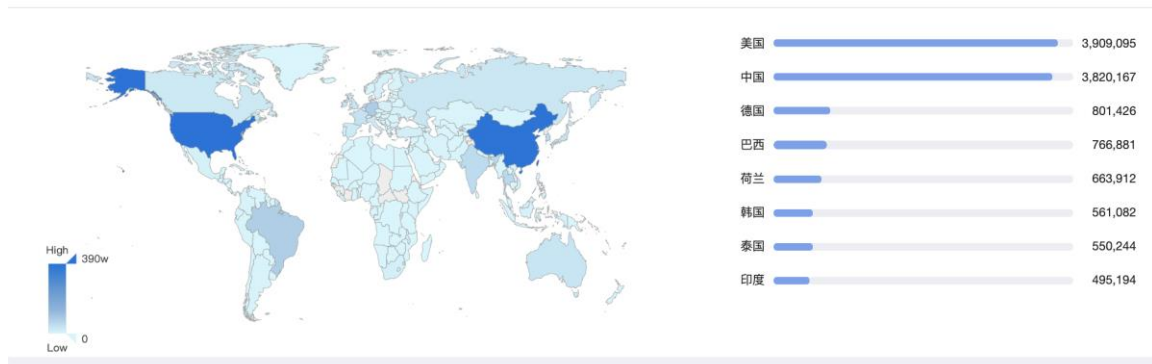 美国 3,909,095
中国 3,820,167
德国 801,426
巴西 766,881
荷兰 663,912
韩国 561,082
泰国 550,244
印度 495,194
High
390w
0
Low